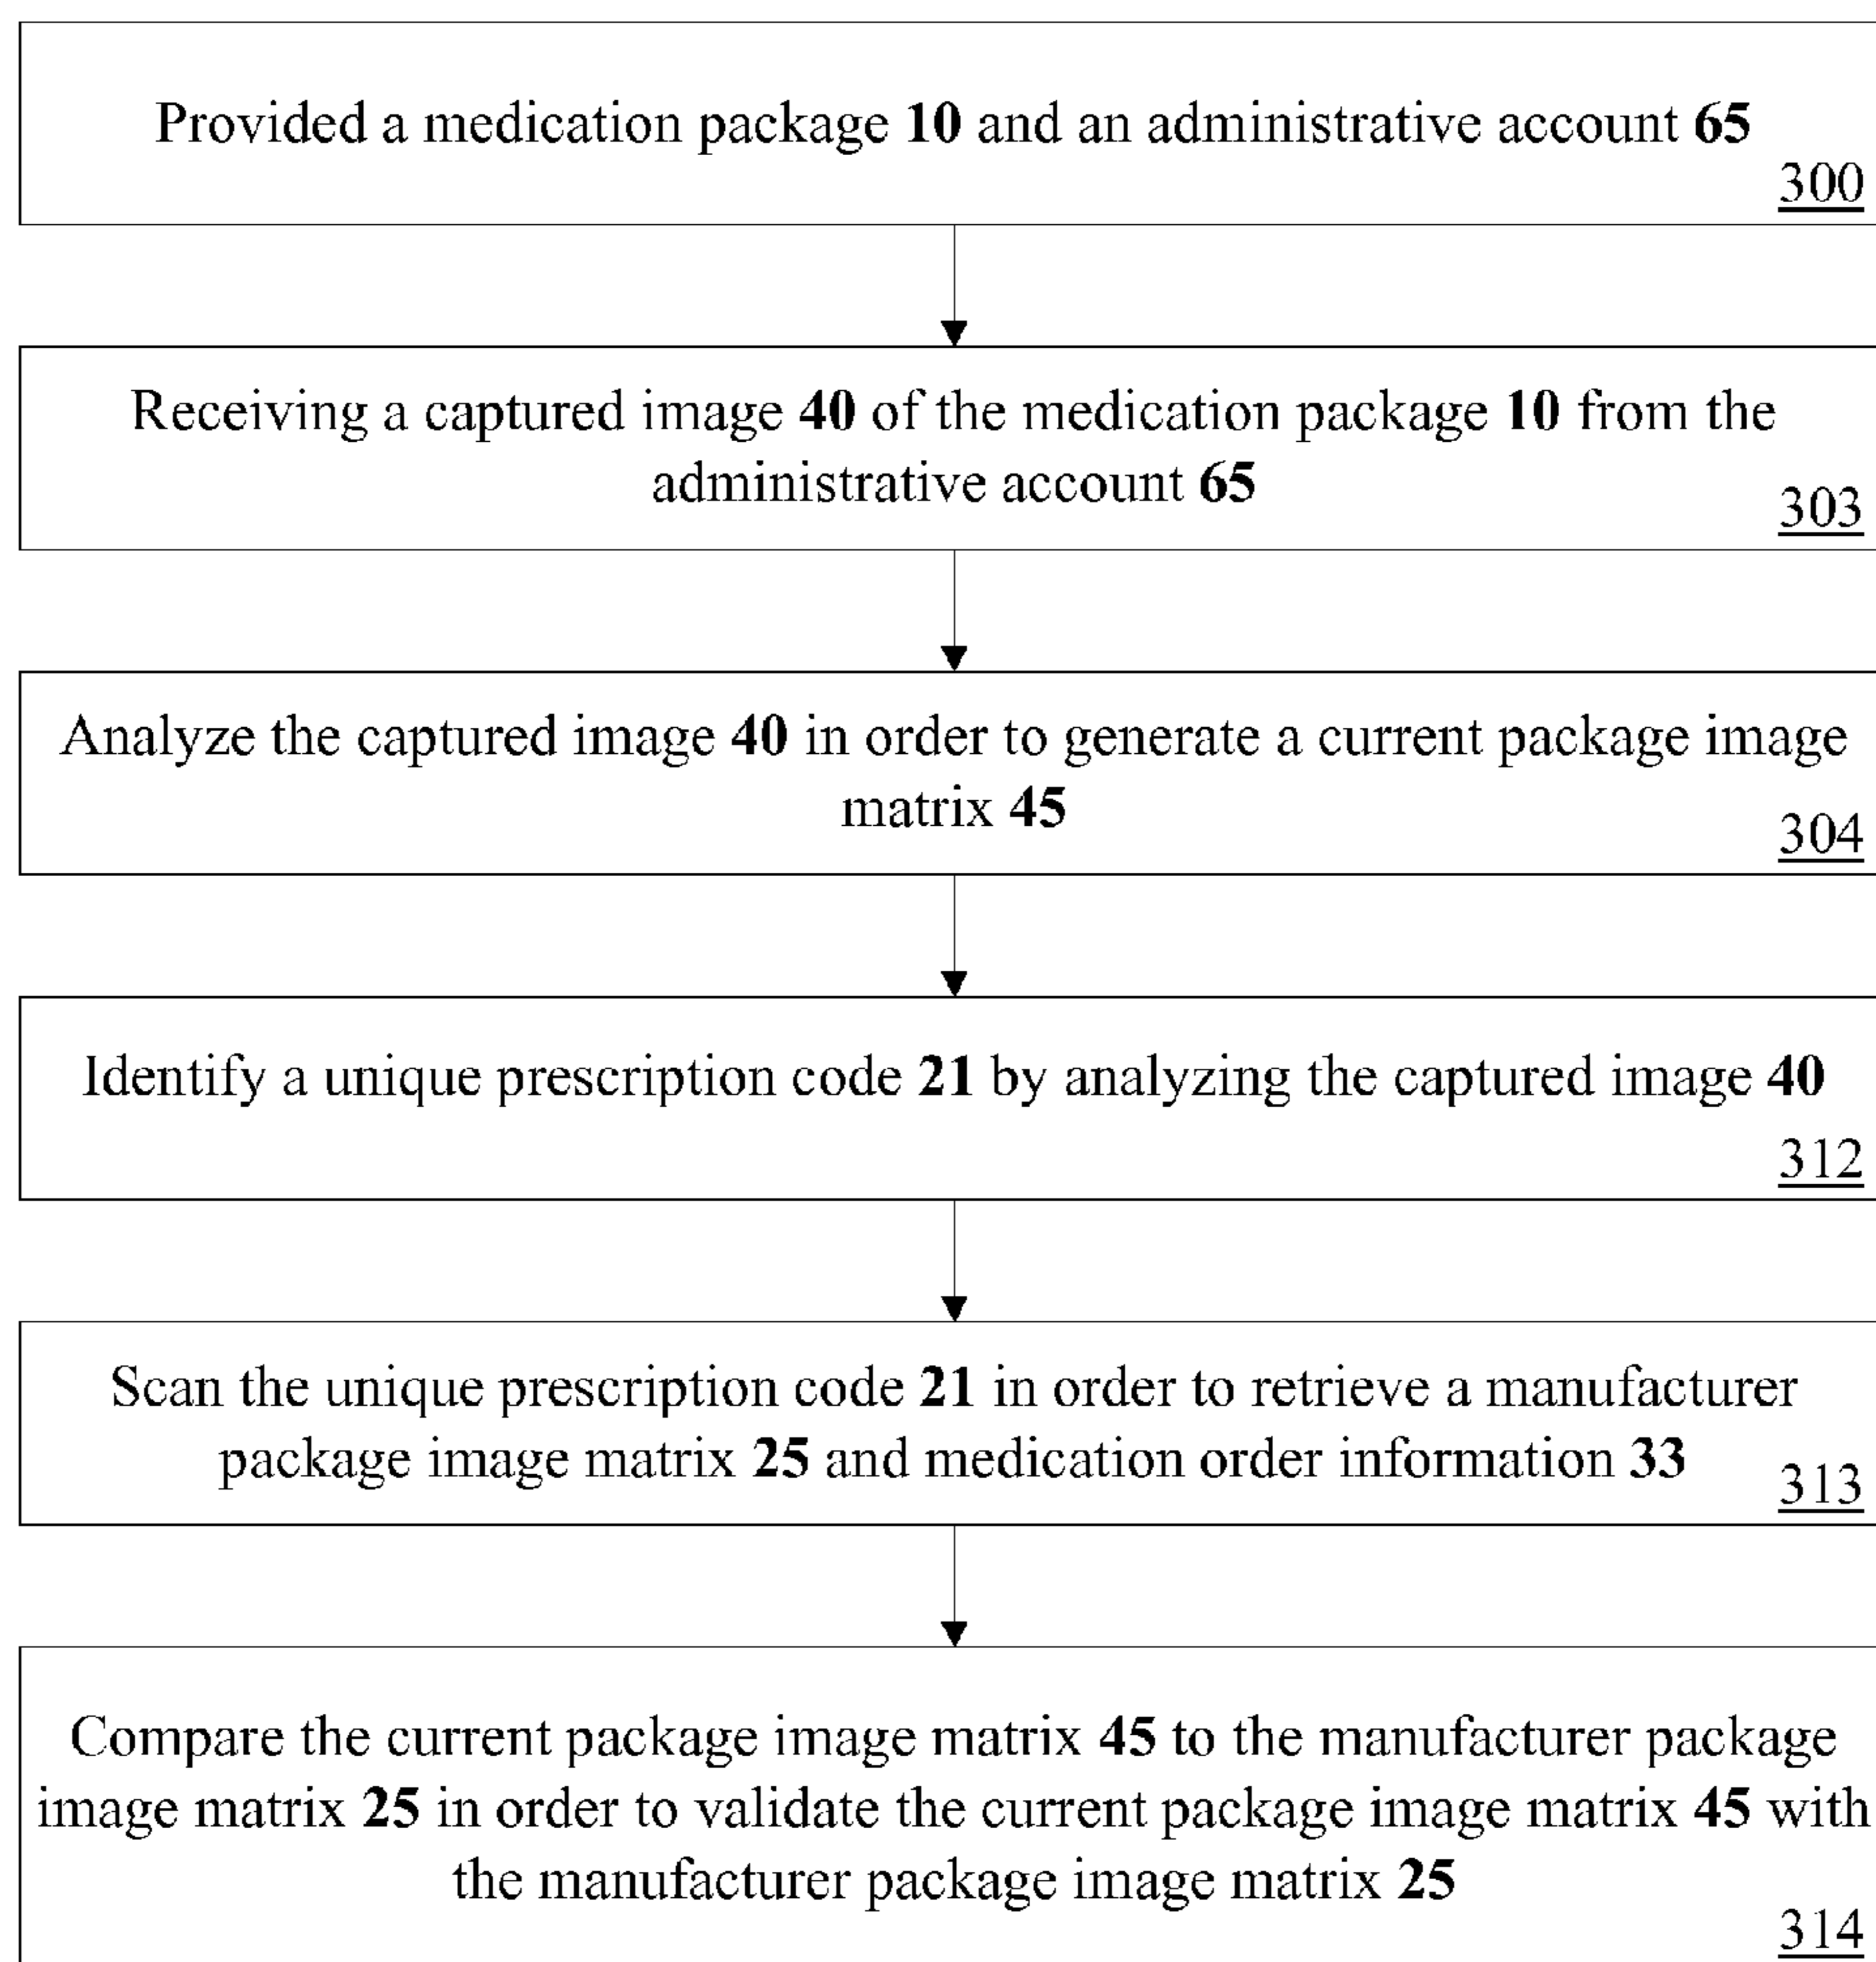 Provided a medication package 10 and an administrative account 65
300
Receiving a captured image 40 of the medication package 10 from the
administrative account 65
303
Analyze the captured image 40 in order to generate a current package image
matrix 45
304
Identify a unique prescription code 21 by analyzing the captured image 40
312
Scan the unique prescription code 21 in order to retrieve a manufacturer
package image matrix 25 and medication order information 33
313
Compare the current package image matrix 45 to the manufacturer package
image matrix 25 in order to validate the current package image matrix 45 with
the manufacturer package image matrix 25
314